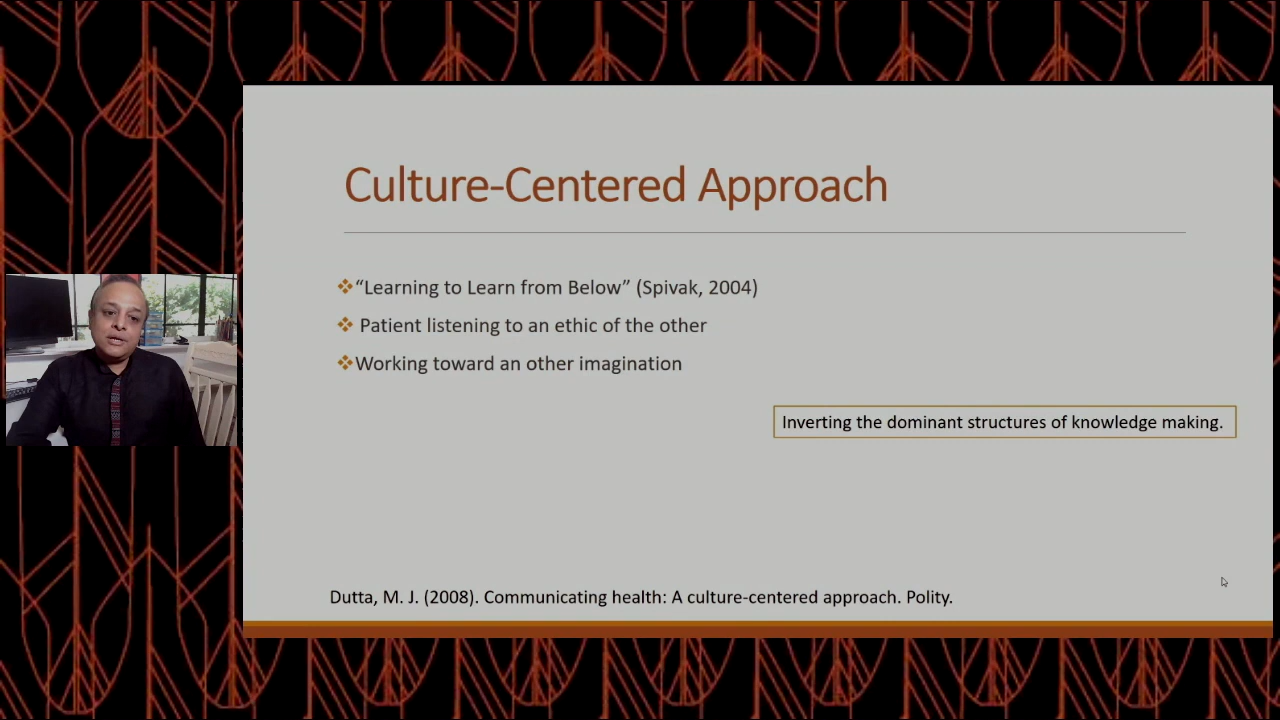 Culture-Centered Approach
“Learning to Learn from Below” (Spivak, 2004)
Patient listening to an ethic of the other
Working toward an other imagination
Inverting the dominant structures of knowledge making.
Dutta, M. J. (2008). Communicating health: A culture-centered approach. Polity.